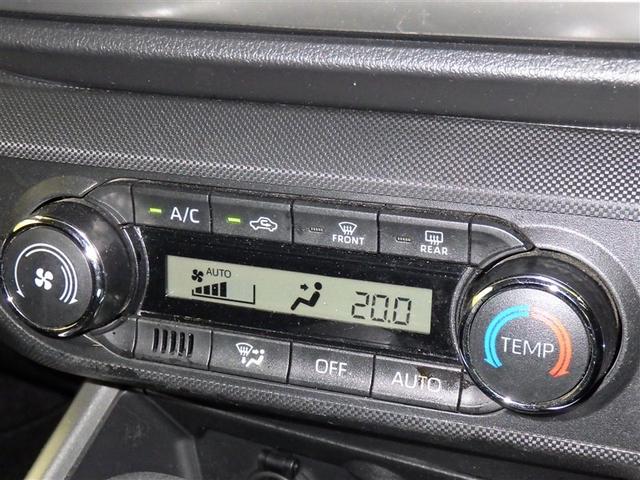 A/C
FRONT
REAR
AUTO
20.0
TEMP
OFF
AUTO